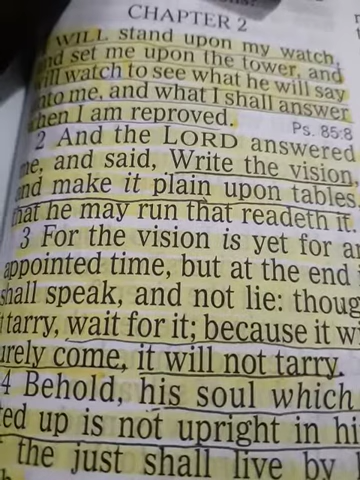 CHAPTER 2
WILL stand upon my watch,
and set me upon the tower, and
will watch to see what he will say
unto me, and what I shall answer
when I am reproved.
Ps. 85:8
2 And the LORD answered
me, and said, Write the vision,
and make it plain upon tables,
that he may run that readeth it.
3 For the vision is yet for an
appointed time, but at the end
shall speak, and not lie: thoug
t tarry, wait for it; because it wi
urely come, it will not tarry.
4 Behold, his soul which
ted up is not upright in hi
the just shall live by